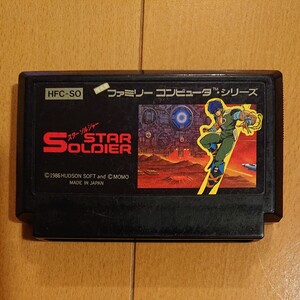 HFC-SO
ファミリー コンピュータ™シリーズ
スターソルジャー
STAR
SOLDIER
©1986 HUDSON SOFT and ©MOMO
MADE IN JAPAN